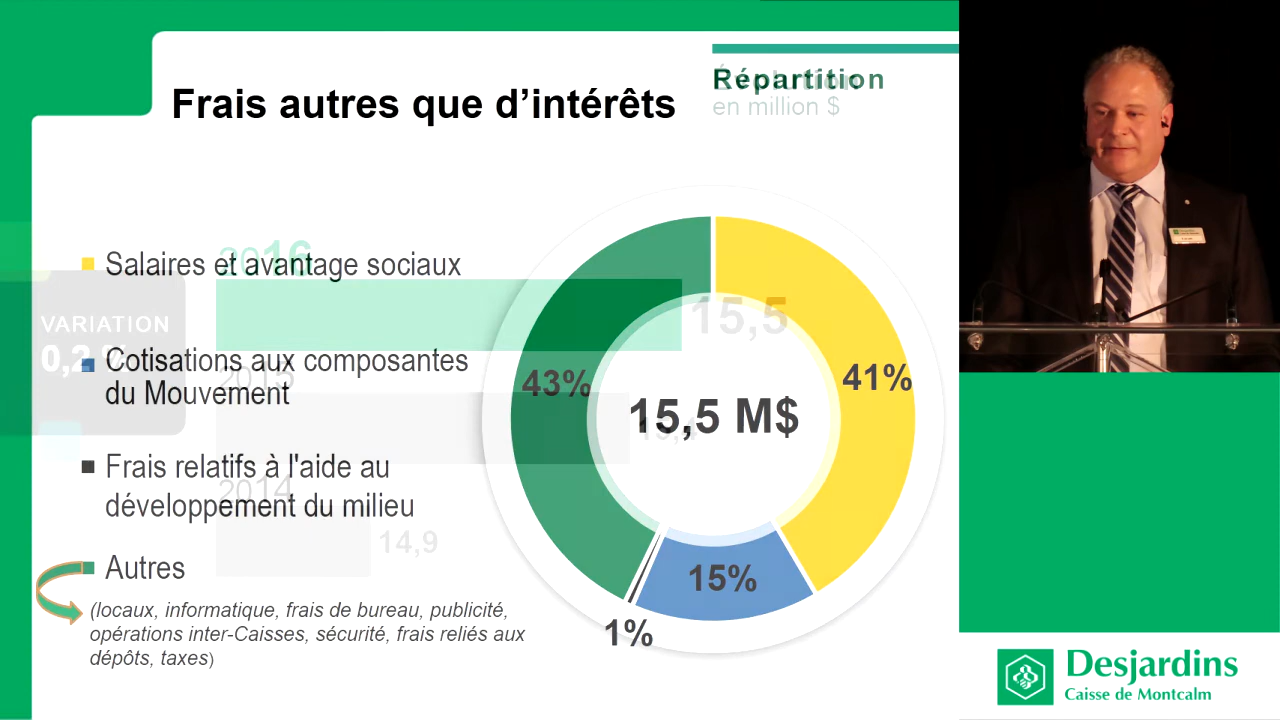 Frais autres que d’intérêts
Répartition
en million $
Salaires et avantage sociaux
2016
15,5
VARIATION
0,2 %
Cotisations aux composantes
du Mouvement
2015
43%
41%
15,5 M$
Frais relatifs à l'aide au
développement du milieu
2014
14,9
Autres
15%
1%
(locaux, informatique, frais de bureau, publicité,
opérations inter-Caisses, sécurité, frais reliés aux
dépôts, taxes)
Desjardins
Caisse de Montcalm